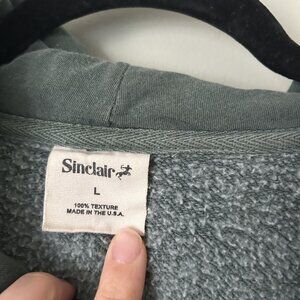 Sinclair
L
100% TEXTURE
MADE IN THE U.S.A.